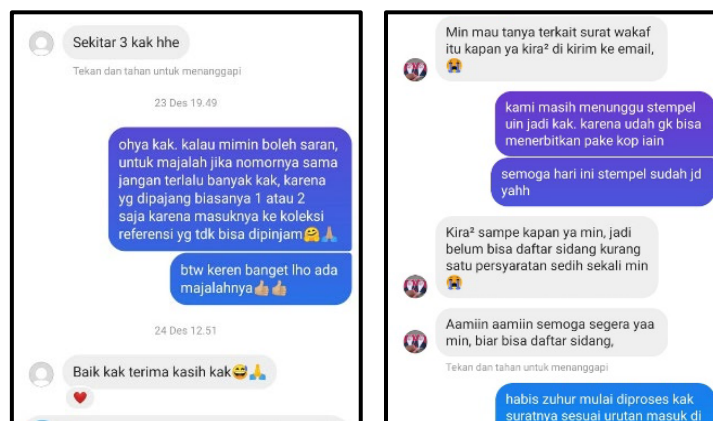 Sekitar 3 kak hhe
Tekan dan tahan untuk menanggapi
23 Des 19.49
ohya kak. kalau mimin boleh saran,
untuk majalah jika nomornya sama
jangan terlalu banyak kak, karena
yg dipajang biasanya 1 atau 2
saja karena masuknya ke koleksi
referensi yg tdk bisa dipinjam🤗🙏🏽
btw keren banget lho ada
majalahnya👍🏼👍🏼
24 Des 12.51
Baik kak terima kasih kak😅🙏
❤️
Min mau tanya terkait surat wakaf
itu kapan ya kira² di kirim ke email,
😭
kami masih menunggu stempel
uin jadi kak. karena udah gk bisa
menerbitkan pake kop iain
semoga hari ini stempel sudah jd
yahh
Kira² sampe kapan ya min, jadi
belum bisa daftar sidang kurang
satu persyaratan sedih sekali min
😭
Aamiin aamiin semoga segera yaa
min, biar bisa daftar sidang,
Tekan dan tahan untuk menanggapi
habis zuhur mulai diproses kak
suratnya sesuai urutan masuk di